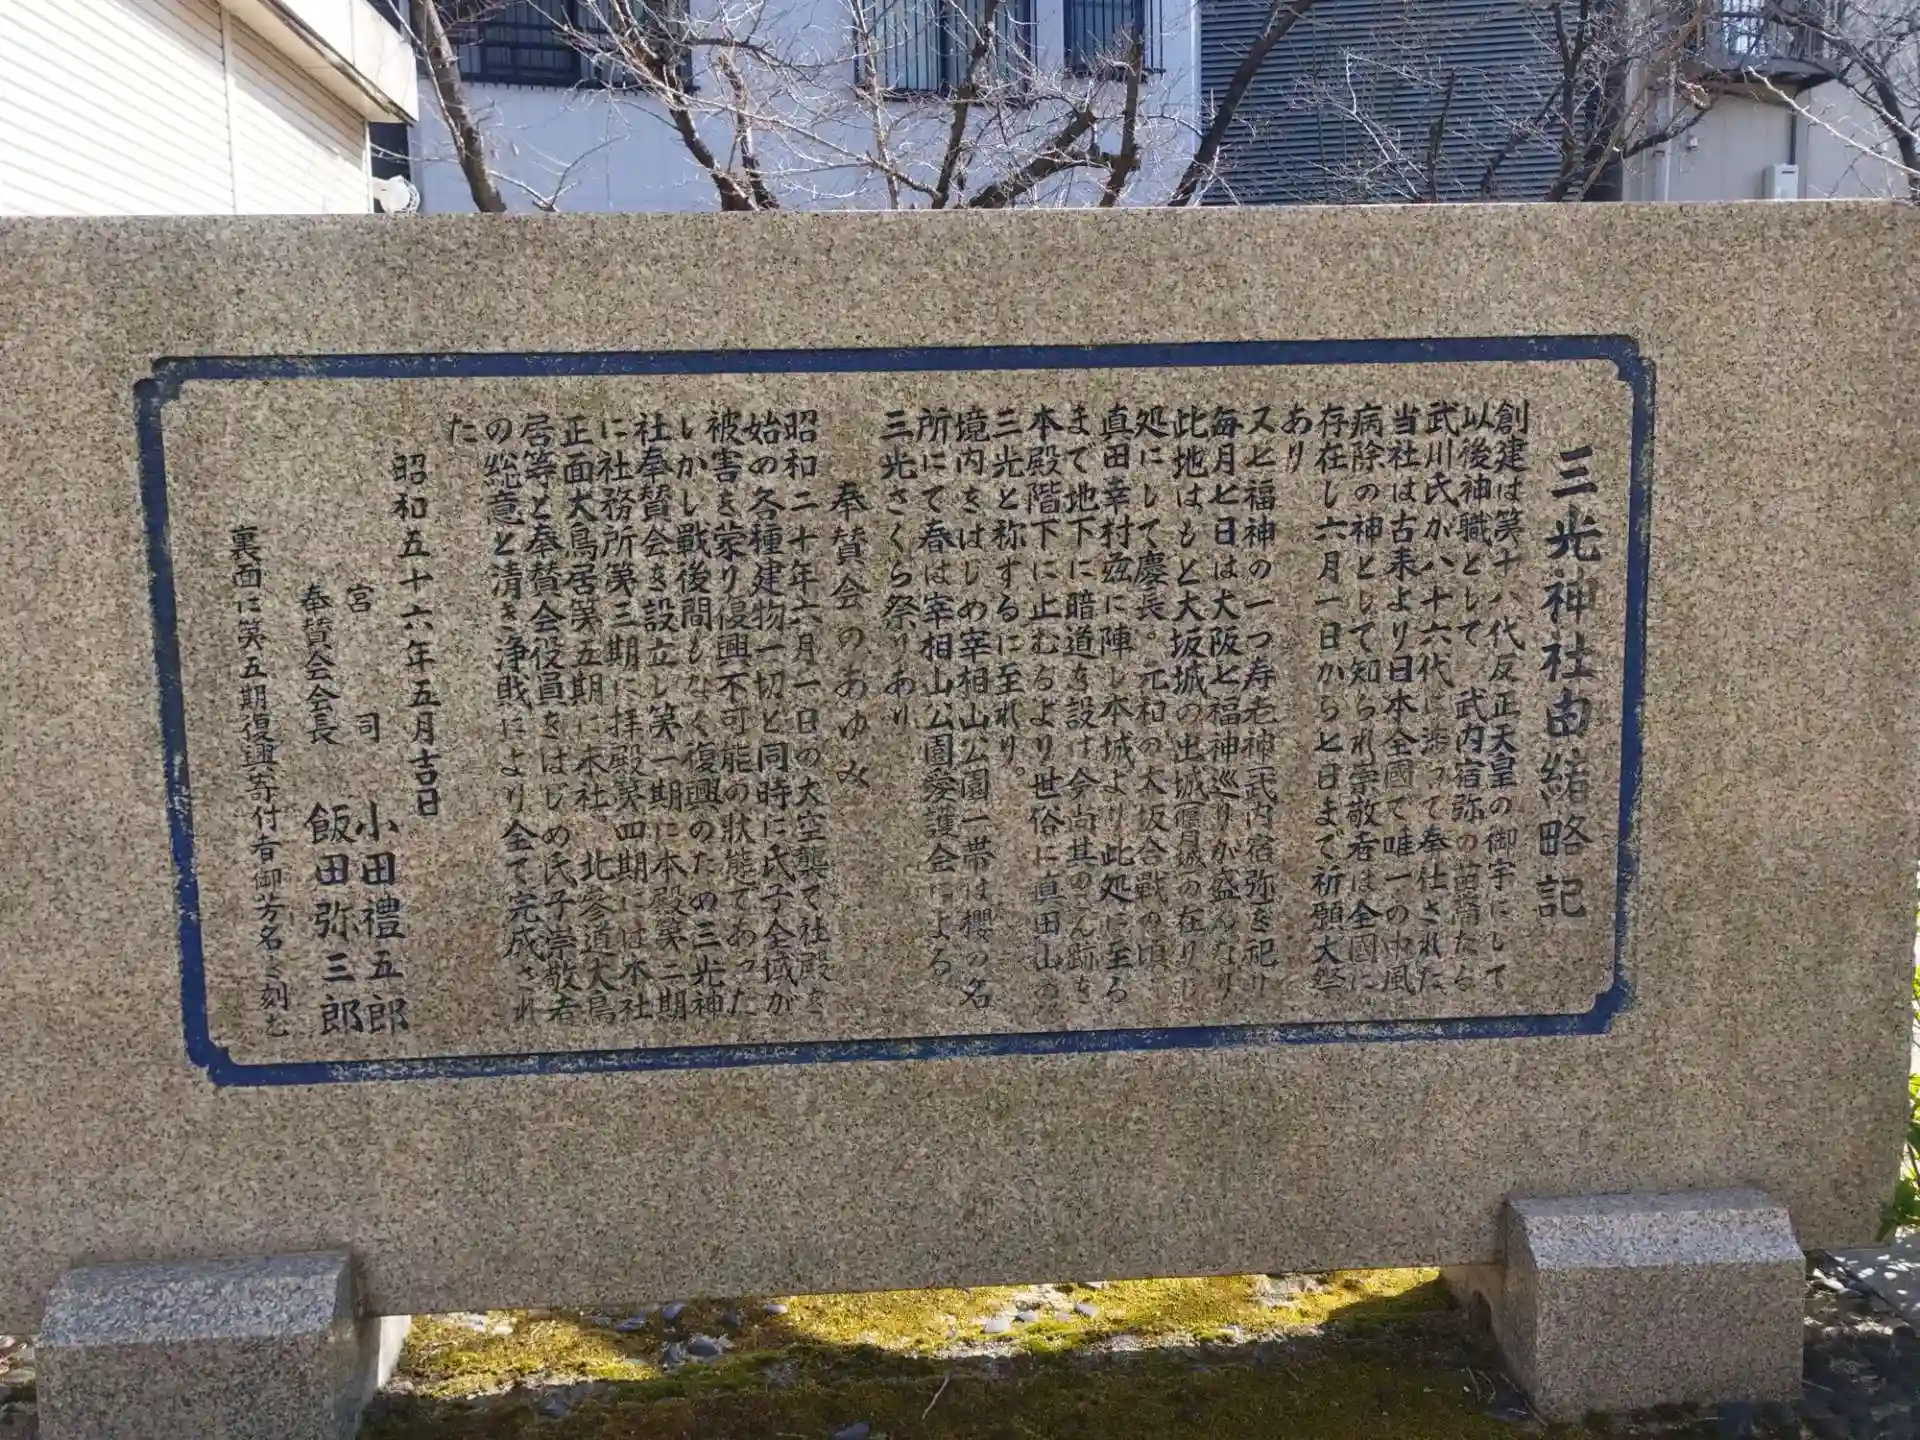 三光神社由緒略記
創建は第十八代反正天皇の御宇にして
以後神職として 武内宿弥の苗裔たる
武川氏が八十六代に渉って奉仕された
当社は古来より日本全國で唯一の中風
病除の神として知られ崇敬者は全國に
存在し六月一日から七日まで祈願大祭
あり
又七福神の一つ寿老神(武内宿弥を祀り
毎月七日は大阪七福神巡りが盛んなり
此地はもと大坂城の出城 の在りし
処にして慶長。元和の大坂合戦の頃
真田幸村茲に陣し本城より此処に至る
まで地下に暗道を設け今尚其のこん跡を
本殿階下に止むるより世俗に真田山の
三光と称ずるに至れり。
境内をはじめ宰相山公園一帯は櫻の名
所にて春は宰相山公園愛護会による
三光さくら祭りあり
奉賛会のあゆみ
昭和二十年六月一日の大空襲で社殿を
始め各種建物一切と同時に氏子全域が
被害を蒙り復興不可能の状態であった
しかし戰後間もなく復興のため三光神
社奉賛会を設立し第一期に本殿第二期
に社務所第三期に拝殿第四期には末社
正面大鳥居第五期に末社、北参道大鳥
居等と奉賛会役員をはじめ氏子崇敬者
の総意と清き浄財により全て完成され
た
昭和五十六年五月吉日
宮司 小田禮五郎
奉賛会会長 飯田弥三郎
裏面に第五期復興寄付者御芳名を刻む